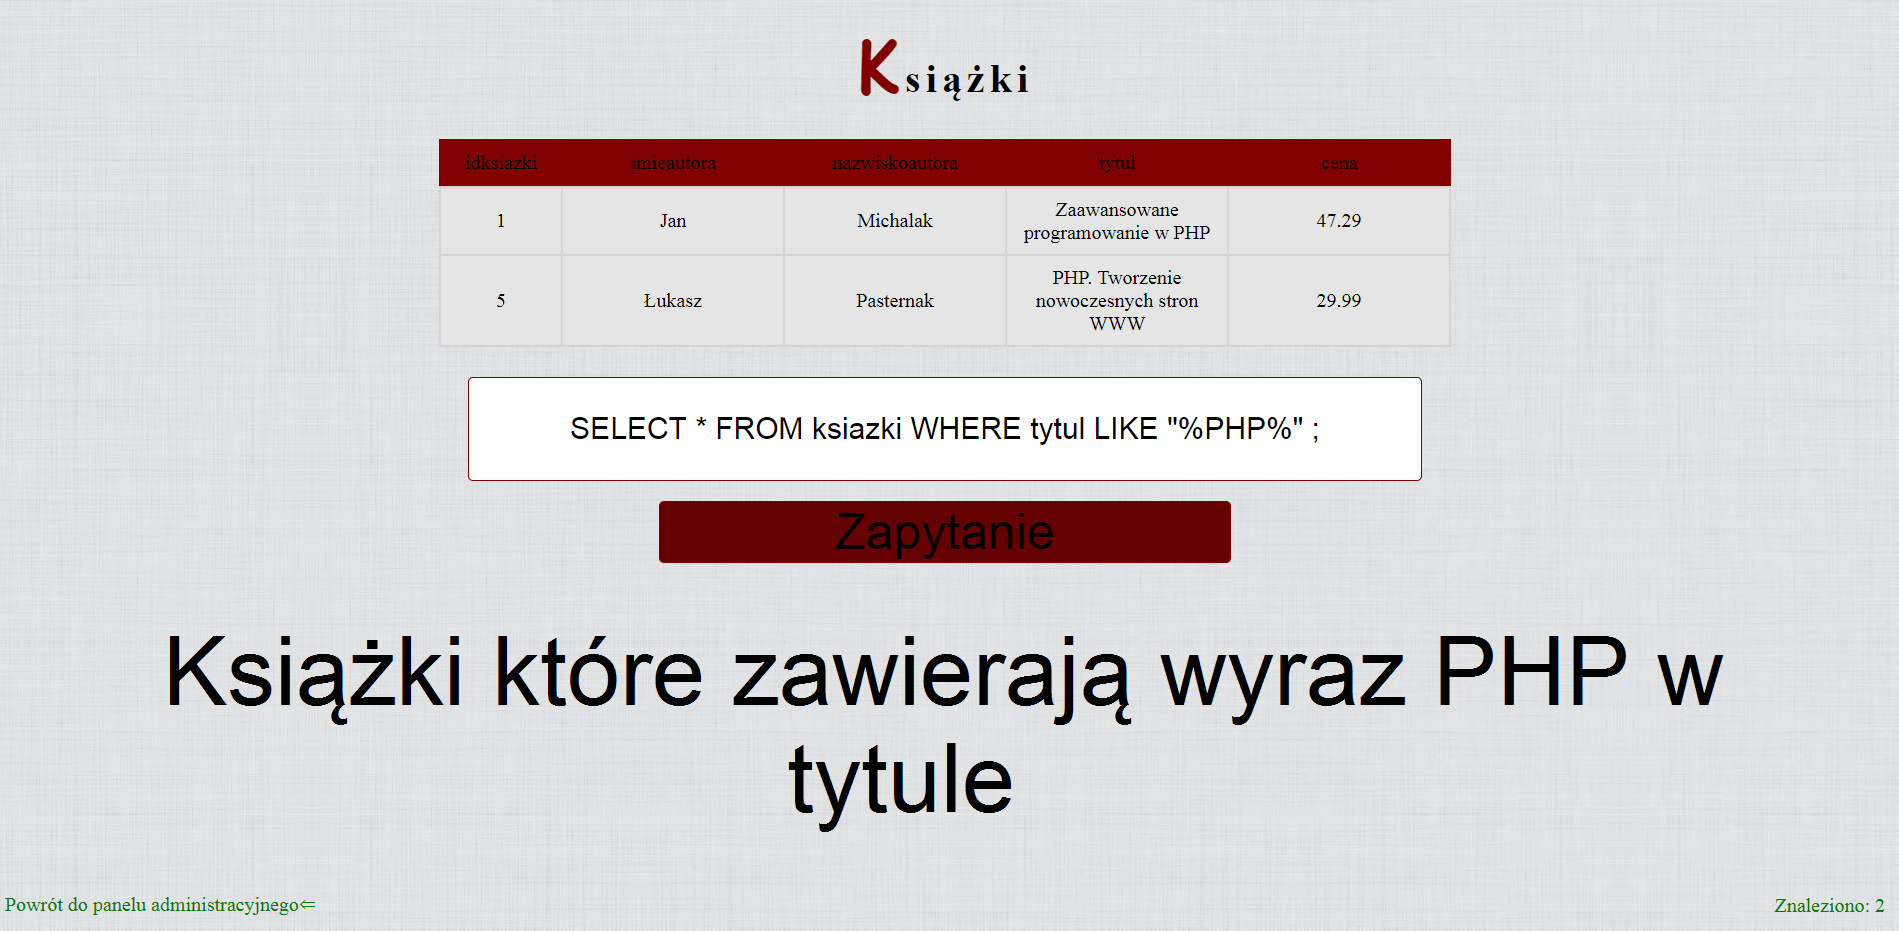 Książki
idksiazki imieautora nazwiskoautora tytul cena
1 Jan Michalak Zaawansowane programowanie w PHP 47.29
5 Łukasz Pasternak PHP. Tworzenie nowoczesnych stron WWW 29.99
SELECT * FROM ksiazki WHERE tytul LIKE "%PHP%" ;
Zapytanie
Książki które zawierają wyraz PHP w
tytule
Powrót do panelu administracyjnego⇐
Znaleziono: 2